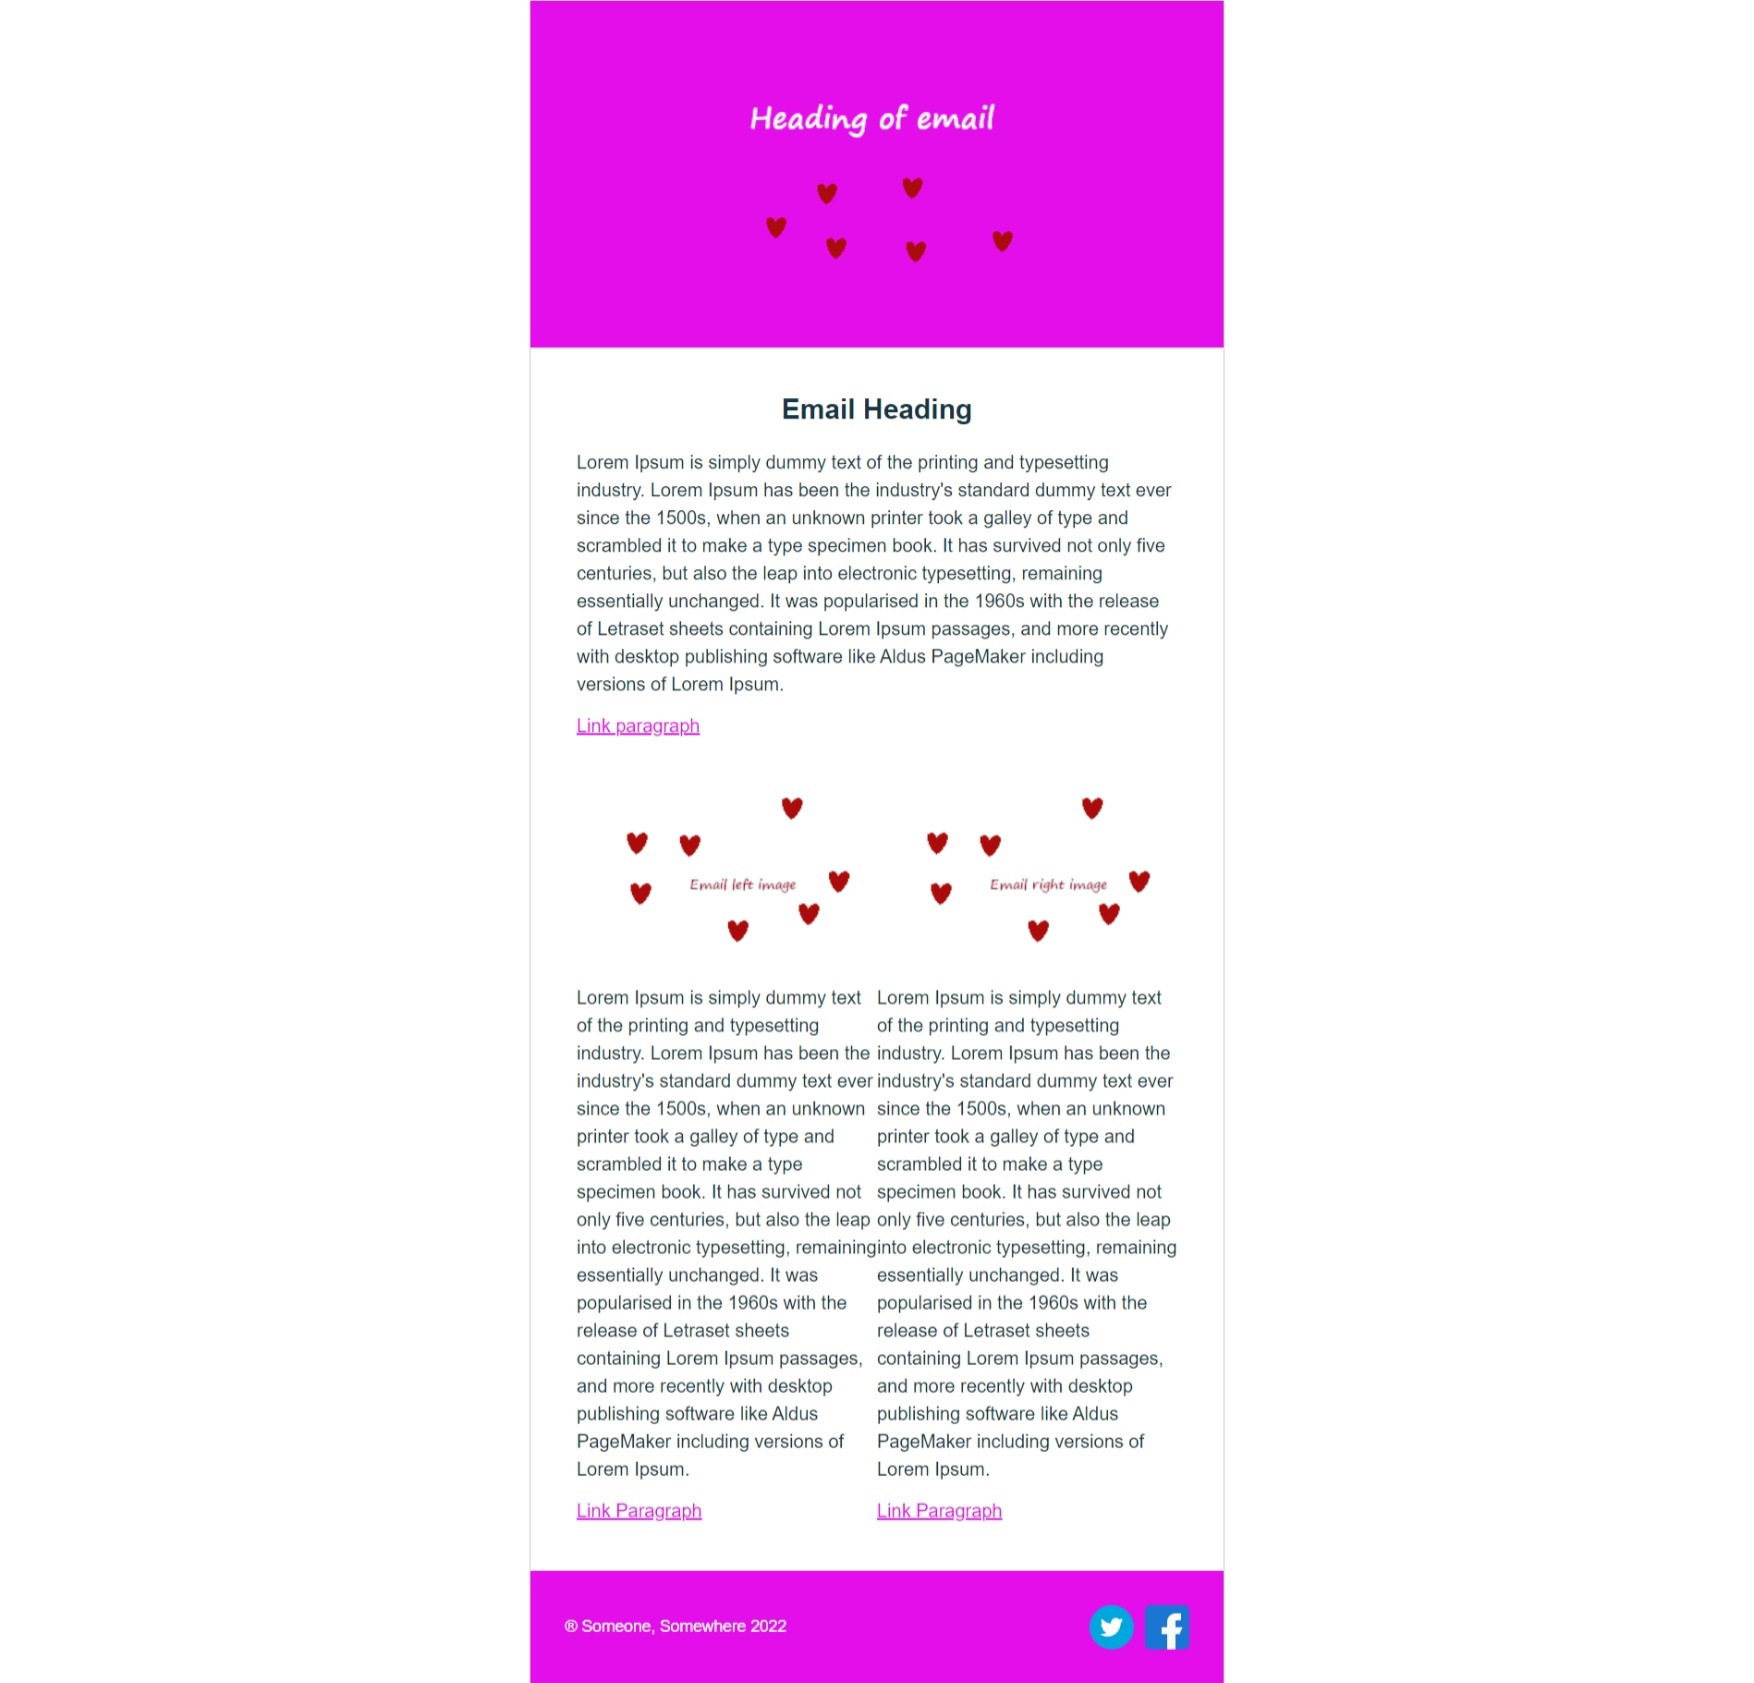 Heading of email
Email Heading
Lorem Ipsum is simply dummy text of the printing and typesetting
industry. Lorem Ipsum has been the industry's standard dummy text ever
since the 1500s, when an unknown printer took a galley of type and
scrambled it to make a type specimen book. It has survived not only five
centuries, but also the leap into electronic typesetting, remaining
essentially unchanged. It was popularised in the 1960s with the release
of Letraset sheets containing Lorem Ipsum passages, and more recently
with desktop publishing software like Aldus PageMaker including
versions of Lorem Ipsum.
Link paragraph
Email left image
Lorem Ipsum is simply dummy text
of the printing and typesetting
industry. Lorem Ipsum has been the
industry's standard dummy text ever
since the 1500s, when an unknown
printer took a galley of type and
scrambled it to make a type
specimen book. It has survived not
only five centuries, but also the leap
into electronic typesetting, remaining
essentially unchanged. It was
popularised in the 1960s with the
release of Letraset sheets
containing Lorem Ipsum passages,
and more recently with desktop
publishing software like Aldus
PageMaker including versions of
Lorem Ipsum.
Link Paragraph
Email right image
Lorem Ipsum is simply dummy text
of the printing and typesetting
industry. Lorem Ipsum has been the
industry's standard dummy text ever
since the 1500s, when an unknown
printer took a galley of type and
scrambled it to make a type
specimen book. It has survived not
only five centuries, but also the leap
into electronic typesetting, remaining
essentially unchanged. It was
popularised in the 1960s with the
release of Letraset sheets
containing Lorem Ipsum passages,
and more recently with desktop
publishing software like Aldus
PageMaker including versions of
Lorem Ipsum.
Link Paragraph
® Someone, Somewhere 2022